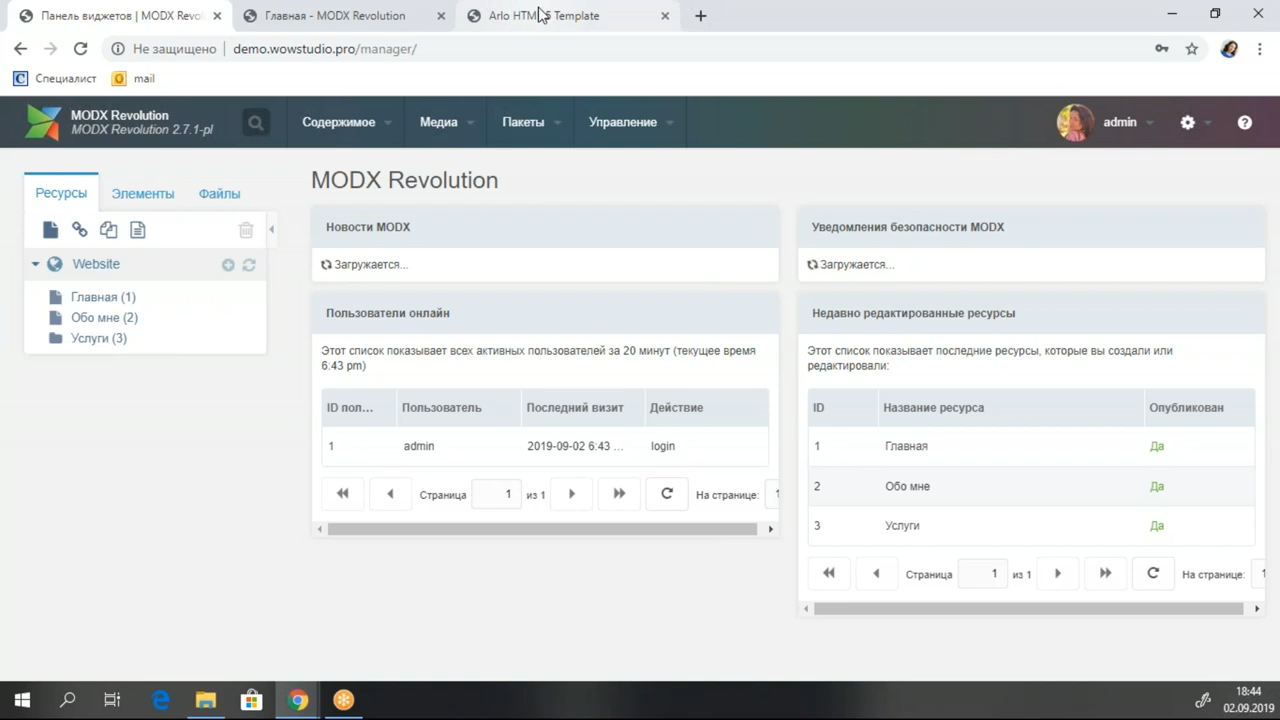 Панель виджетов | MODX Revo
Главная - MODX Revolution
Arlo HTML5 Template
Не защищено
demo.wowstudio.pro/manager/
Специалист
mail
MODX Revolution
MODX Revolution 2.7.1-pl
Содержимое
Медиа
Пакеты
Управление
admin
Ресурсы
Элементы
Файлы
Website
Главная (1)
Обо мне (2)
Услуги (3)
MODX Revolution
Новости MODX
Загружается...
Пользователи онлайн
Этот список показывает всех активных пользователей за 20 минут (текущее время
6:43 pm)
ID пол... Пользователь Последний визит Действие
1 admin 2019-09-02 6:43 ... login
Страница 1 из 1 На странице: 1
Уведомления безопасности MODX
Загружается...
Недавно редактированные ресурсы
Этот список показывает последние ресурсы, которые вы создали или
редактировали:
ID Название ресурса Опубликован
1 Главная Да
2 Обо мне Да
3 Услуги Да
Страница 1 из 1 На странице: 1
18:44
02.09.2019